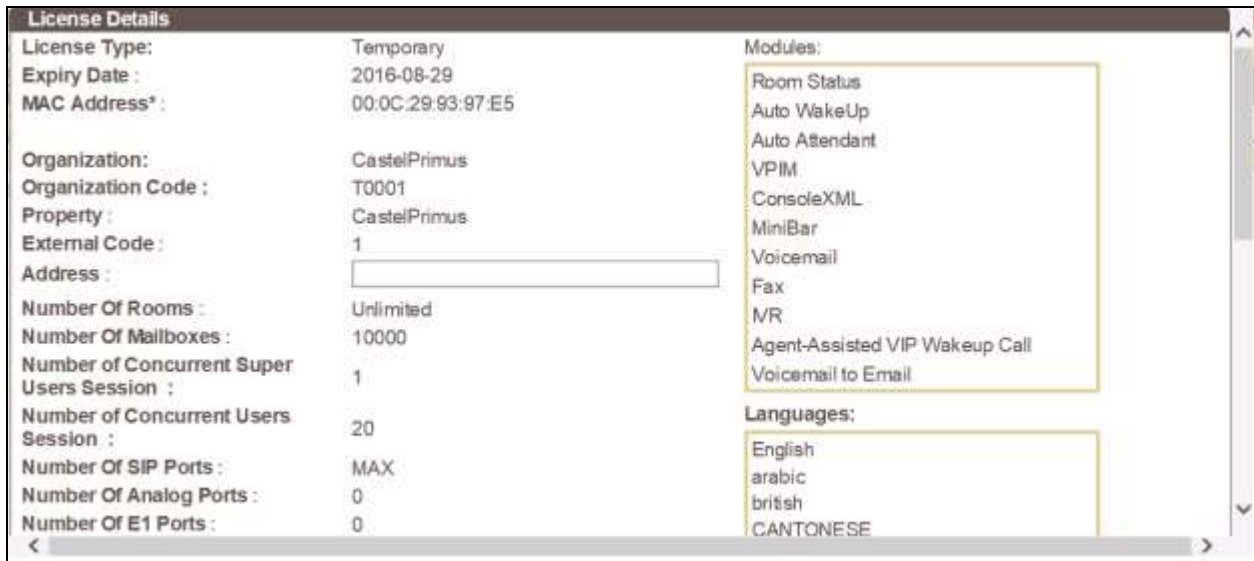 License Details
License Type: Temporary
Expiry Date : 2016-08-29
MAC Address* : 00:0C:29:93:97:E5
Organization: CastelPrimus
Organization Code : T0001
Property : CastelPrimus
External Code : 1
Address :
Number Of Rooms : Unlimited
Number Of Mailboxes : 10000
Number of Concurrent Super
Users Session : 1
Number of Concurrent Users
Session : 20
Number Of SIP Ports : MAX
Number Of Analog Ports : 0
Number Of E1 Ports : 0
Modules:
Room Status
Auto WakeUp
Auto Attendant
VPIM
ConsoleXML
MiniBar
Voicemail
Fax
IVR
Agent-Assisted VIP Wakeup Call
Voicemail to Email
Languages:
English
arabic
british
CANTONESE